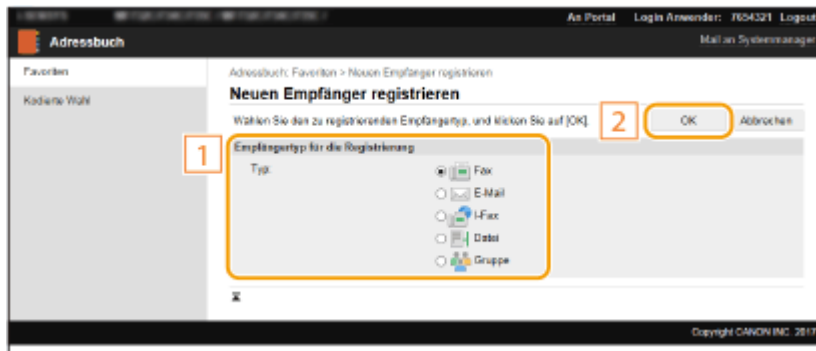 An Portal Login Anwender: 7654321 Logout
Adressbuch
Mail an Systemmanager
Favoriten
Kodierte Wahl
Adressbuch: Favoriten > Neuen Empfänger registrieren
Neuen Empfänger registrieren
Wählen Sie den zu registrierenden Empfängertyp, und klicken Sie auf [OK].
2
OK
Abbrechen
1
Empfängertyp für die Registrierung
Typ:
Fax
E-Mail
I-Fax
Datei
Gruppe
Copyright CANON INC. 2017